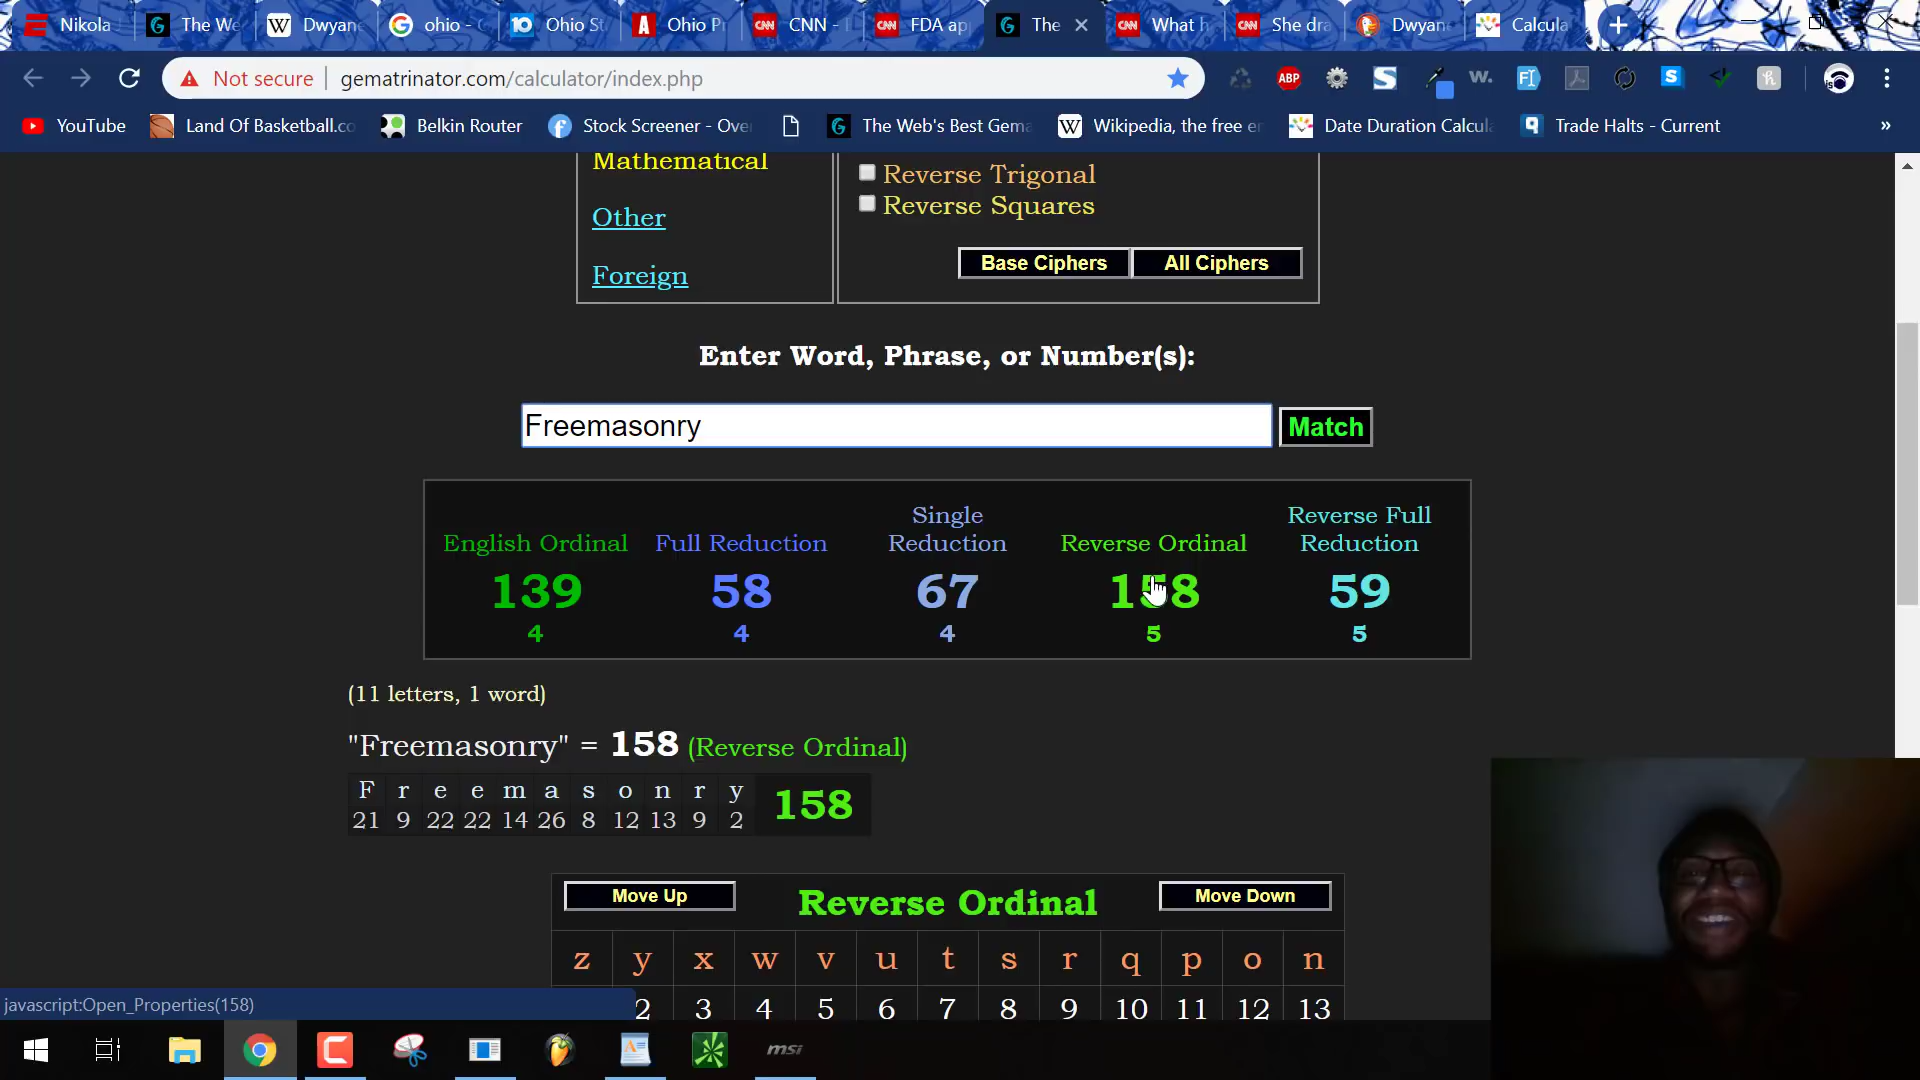 Nikola
The We
Dwyane
ohio - G
Ohio St
Ohio P
CNN - 
FDA ap
The
What h
She dra
Dwyane
Calcula
Not secure | gematrinator.com/calculator/index.php
ABP
YouTube
Land Of Basketball.co
Belkin Router
Stock Screener - Over
The Web's Best Gema
Wikipedia, the free en
Date Duration Calcul
Trade Halts - Current
»
Mathematical
Reverse Trigonal
Other
Reverse Squares
Foreign
Base Ciphers
All Ciphers
Enter Word, Phrase, or Number(s):
Freemasonry
Match
English Ordinal
Full Reduction
Single Reduction
Reverse Ordinal
Reverse Full Reduction
139 58 67 158 59
4 4 4 5 5
(11 letters, 1 word)
"Freemasonry" = 158 (Reverse Ordinal)
F r e e m a s o n r y
21 9 22 22 14 26 8 12 13 9 2
158
Move Up
Reverse Ordinal
Move Down
z y x w v u t s r q p o n
2 3 4 5 6 7 8 9 10 11 12 13
javascript:Open_Properties(158)
msi